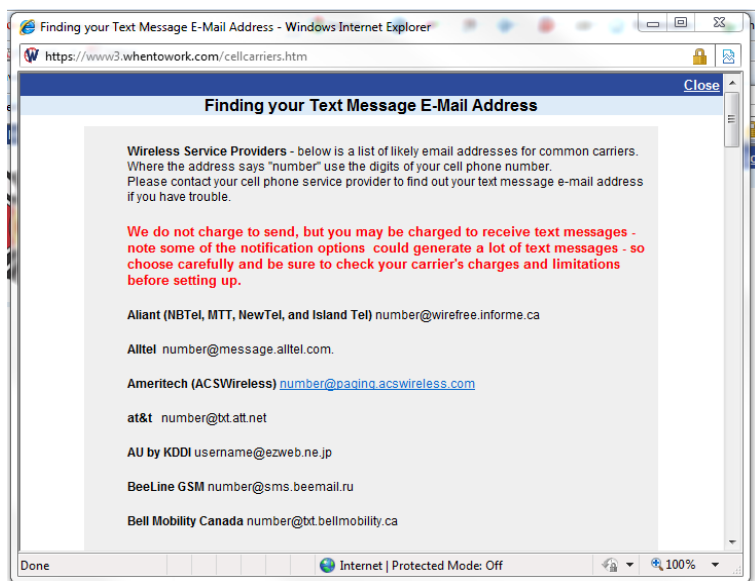 Finding your Text Message E-Mail Address - Windows Internet Explorer
https://www3.whentowork.com/cellcarriers.htm
Close
Finding your Text Message E-Mail Address
Wireless Service Providers - below is a list of likely email addresses for common carriers.
Where the address says "number" use the digits of your cell phone number.
Please contact your cell phone service provider to find out your text message e-mail address
if you have trouble.
We do not charge to send, but you may be charged to receive text messages -
note some of the notification options could generate a lot of text messages - so
choose carefully and be sure to check your carrier's charges and limitations
before setting up.
Aliant (NBTel, MTT, NewTel, and Island Tel) number@wirefree.informe.ca
Alltel number@message.alltel.com.
Ameritech (ACSWireless) number@paging.acswireless.com
at&t number@txt.att.net
AU by KDDI username@ezweb.ne.jp
BeeLine GSM number@sms.beemail.ru
Bell Mobility Canada number@txt.bellmobility.ca
Done
Internet | Protected Mode: Off
100%